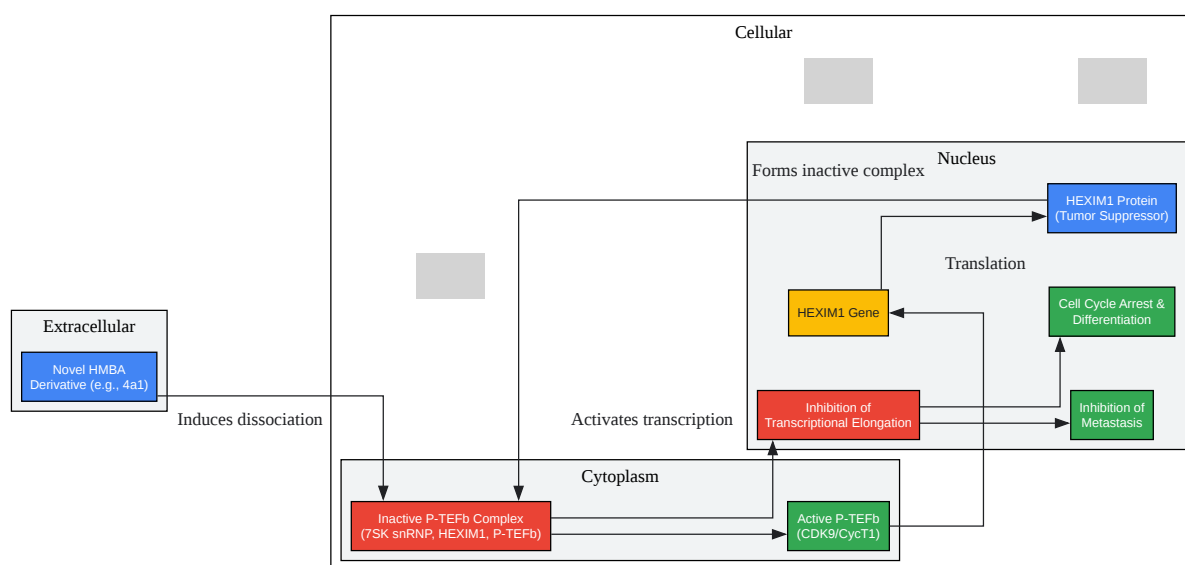 Cellular
Nucleus
Forms inactive complex
HEXIM1 Protein
(Tumor Suppressor)
Translation
HEXIM1 Gene
Cell Cycle Arrest &
Differentiation
Extracellular
Novel HMBA
Derivative (e.g., 4a1)
Induces dissociation
Activates transcription
Inhibition of
Transcriptional Elongation
Inhibition of
Metastasis
Cytoplasm
Inactive P-TEFb Complex
(7SK snRNP, HEXIM1, P-TEFb)
Active P-TEFb
(CDK9/CycT1)